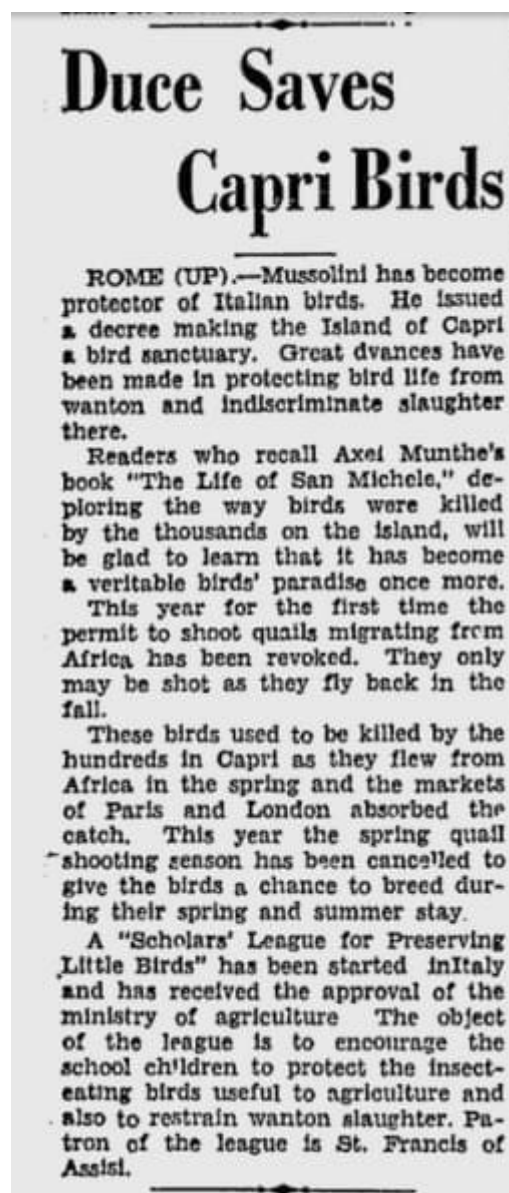 Duce Saves
Capri Birds
ROME (UP).—Mussolini has become
protector of Italian birds. He issued
a decree making the Island of Capri
a bird sanctuary. Great dvances have
been made in protecting bird life from
wanton and indiscriminate slaughter
there.
Readers who recall Axel Munthe's
book "The Life of San Michele," de-
ploring the way birds were killed
by the thousands on the island, will
be glad to learn that it has become
a veritable birds' paradise once more.
This year for the first time the
permit to shoot quails migrating from
Africa has been revoked. They only
may be shot as they fly back in the
fall.
These birds used to be killed by the
hundreds in Capri as they flew from
Africa in the spring and the markets
of Paris and London absorbed the
catch. This year the spring quail
shooting season has been cancelled to
give the birds a chance to breed dur-
ing their spring and summer stay.
A "Scholars' League for Preserving
Little Birds" has been started inItaly
and has received the approval of the
ministry of agriculture The object
of the league is to encourage the
school children to protect the insect-
eating birds useful to agriculture and
also to restrain wanton slaughter. Pa-
tron of the league is St. Francis of
Assisi.